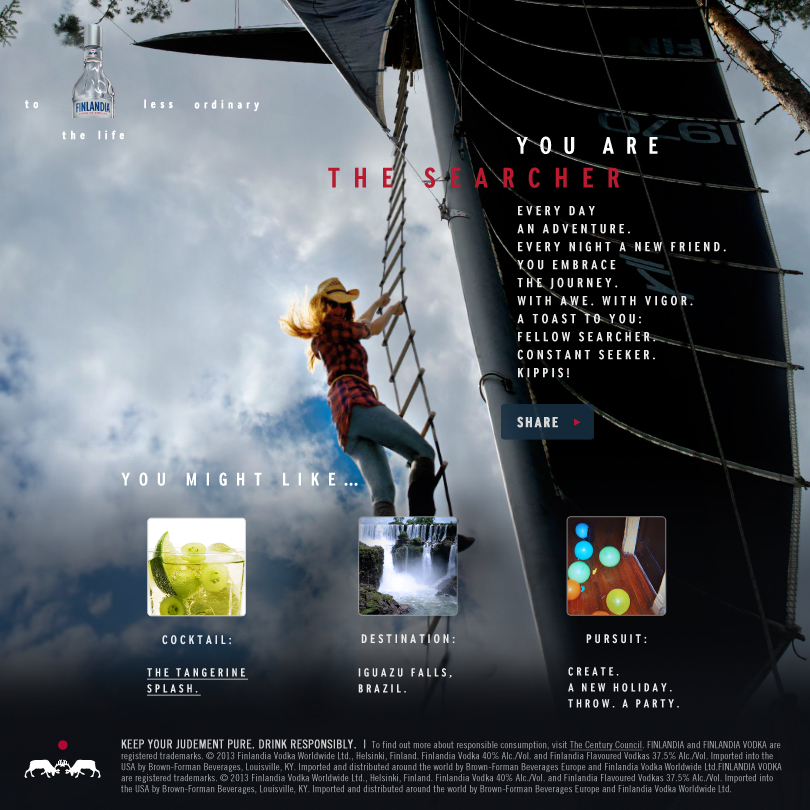 to
FINLANDIA
less ordinary
the life
YOU ARE
THE SEARCHER
EVERY DAY
AN ADVENTURE.
EVERY NIGHT A NEW FRIEND.
YOU EMBRACE
THE JOURNEY.
WITH AWE. WITH VIGOR.
A TOAST TO YOU:
FELLOW SEARCHER.
CONSTANT SEEKER.
KIPPIS!
SHARE
YOU MIGHT LIKE...
COCKTAIL:
THE TANGERINE
SPLASH.
DESTINATION:
IGUAZU FALLS,
BRAZIL.
PURSUIT:
CREATE.
A NEW HOLIDAY.
THROW. A PARTY.
KEEP YOUR JUDEMENT PURE. DRINK RESPONSIBLY. | To find out more about responsible consumption, visit The Century Council. FINLANDIA and FINLANDIA VODKA are
registered trademarks. © 2013 Finlandia Vodka Worldwide Ltd., Helsinki, Finland. Finlandia Vodka 40% Alc./Vol. and Finlandia Flavoured Vodkas 37.5% Alc./Vol. Imported into the
USA by Brown-Forman Beverages, Louisville, KY. Imported and distributed around the world by Brown-Forman Beverages Europe and Finlandia Vodka Worldwide Ltd.FINLANDIA VODKA
are registered trademarks. © 2013 Finlandia Vodka Worldwide Ltd., Helsinki, Finland. Finlandia Vodka 40% Alc./Vol. and Finlandia Flavoured Vodkas 37.5% Alc./Vol. Imported into
the USA by Brown-Forman Beverages, Louisville, KY. Imported and distributed around the world by Brown-Forman Beverages Europe and Finlandia Vodka Worldwide Ltd.